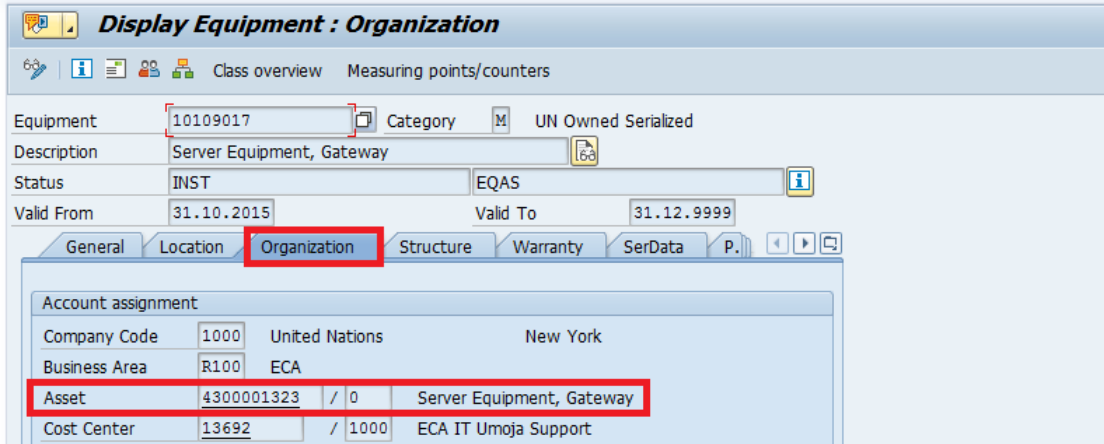 Display Equipment : Organization
Class overview Measuring points/counters
Equipment 10109017 Category M UN Owned Serialized
Description Server Equipment, Gateway
Status INST EQAS
Valid From 31.10.2015 Valid To 31.12.9999
General Location Organization Structure Warranty SerData P.
Account assignment
Company Code 1000 United Nations New York
Business Area R100 ECA
Asset 4300001323 / 0 Server Equipment, Gateway
Cost Center 13692 / 1000 ECA IT Umoja Support